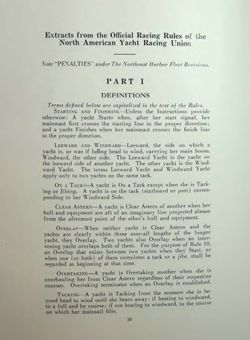 Extracts from the Official Racing Rules of the
North American Yacht Racing Union
Note "PENALTIES" under The Northeast Harbor Fleet Revisions.
PART I
DEFINITIONS
Terms defined below are capitalized in the text of the Rules.
STARTING AND FINISHING—Unless the Instructions provide
otherwise: A yacht Starts when, after her start signal, her
mainmast first crosses the starting line in the proper direction;
and a yacht Finishes when her mainmast crosses the finish line
in the proper direction.
LEEWARD AND WINDWARD—Leeward, the side on which a
yacht is, or was if luffing head to wind, carrying her main boom,
Windward, the other side. The Leeward Yacht is the yacht on
the leeward side of another yacht. The other yacht is the Wind-
ward Yacht. The terms Leeward Yacht and Windward Yacht
apply only to two yachts on the same tack.
ON A TACK—A yacht is On a Tack except when she is Tack-
ing or Jibing. A yacht is on the tack (starboard or port) corre-
sponding to her Windward Side.
CLEAR ASTERN—A yacht is Clear Astern of another when her
hull and equipment are aft of an imaginary line projected abeam
from the aftermost point of the other's hull and equipment.
OVERLAP—When neither yacht is Clear Astern and the
yachts are clearly within three over-all lengths of the longer
yacht, they Overlap. Two yachts also Overlap when an inter-
vening yacht overlaps both of them. For the purpose of Rule 10,
an Overlap that exists between two yachts when they Start, or
when one (or both) of them completes a tack or a jibe, shall be
regarded as beginning at that time.
OVERTAKING—A yacht is Overtaking another when she is
overhauling her from Clear Astern regardless of their respective
courses. Overtaking terminates when an Overlap is established.
TACKING—A yacht is Tacking from the moment she is be-
yond head to wind until she bears away: if beating to windward,
to a full and by course; if not beating to windward, to the course
on which her mainsail fills.